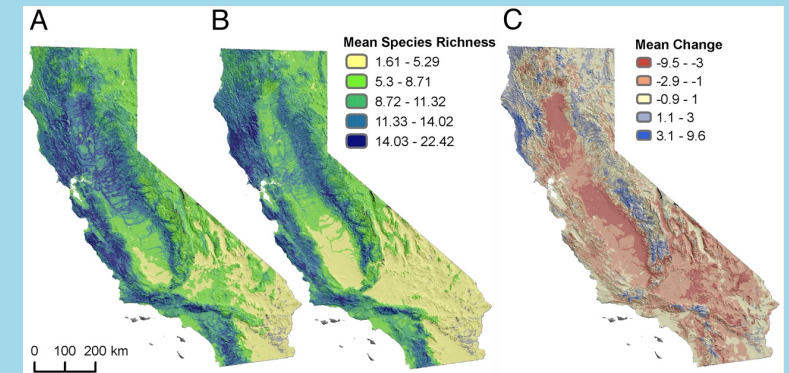 A
B
C
Mean Species Richness
1.61 - 5.29
5.3 - 8.71
8.72 - 11.32
11.33 - 14.02
14.03 - 22.42
Mean Change
-9.5 - -3
-2.9 - -1
-0.9 - 1
1.1 - 3
3.1 - 9.6
0 100 200 km